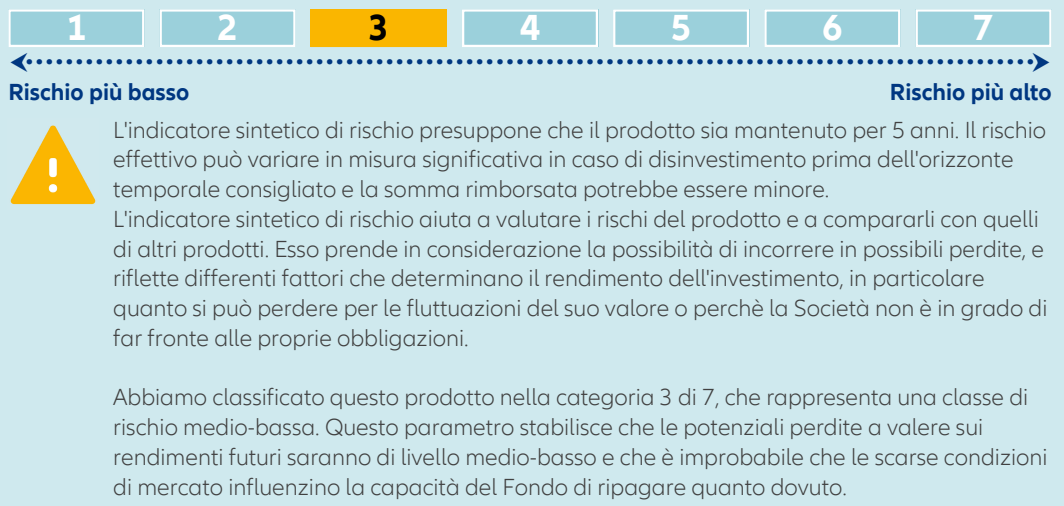 1 2 3 4 5 6 7
Rischio più basso Rischio più alto
L'indicatore sintetico di rischio presuppone che il prodotto sia mantenuto per 5 anni. Il rischio
effettivo può variare in misura significativa in caso di disinvestimento prima dell'orizzonte
temporale consigliato e la somma rimborsata potrebbe essere minore.
L'indicatore sintetico di rischio aiuta a valutare i rischi del prodotto e a compararli con quelli
di altri prodotti. Esso prende in considerazione la possibilità di incorrere in possibili perdite, e
riflette differenti fattori che determinano il rendimento dell'investimento, in particolare
quanto si può perdere per le fluttuazioni del suo valore o perchè la Società non è in grado di
far fronte alle proprie obbligazioni.
Abbiamo classificato questo prodotto nella categoria 3 di 7, che rappresenta una classe di
rischio medio-bassa. Questo parametro stabilisce che le potenziali perdite a valere sui
rendimenti futuri saranno di livello medio-basso e che è improbabile che le scarse condizioni
di mercato influenzino la capacità del Fondo di ripagare quanto dovuto.